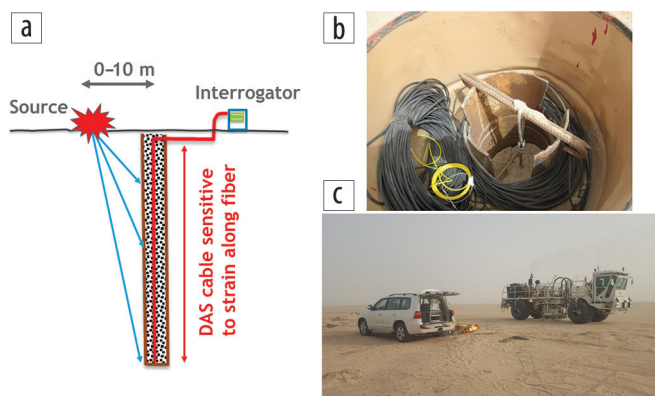 a
0–10 m
Source
Interrogator
DAS cable sensitive
to strain along fiber
b
c